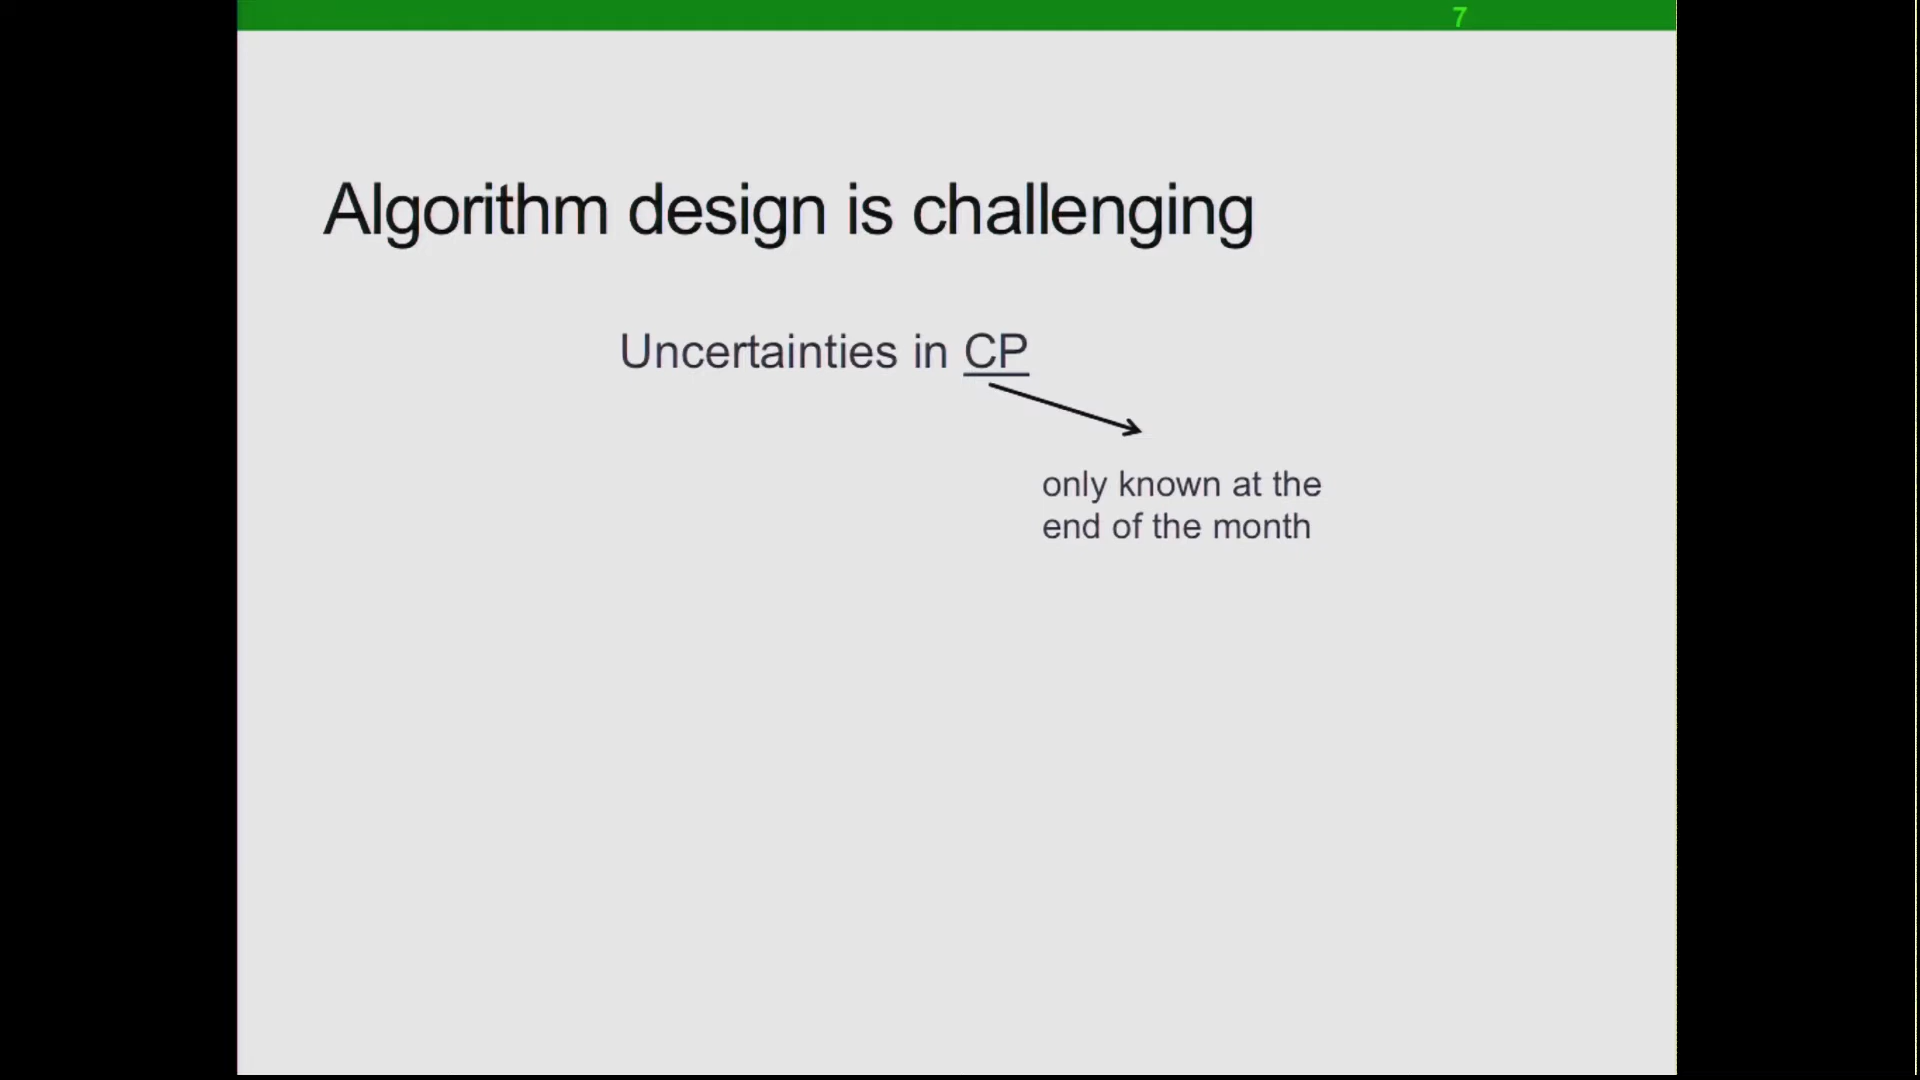 7
Algorithm design is challenging
Uncertainties in CP
only known at the
end of the month